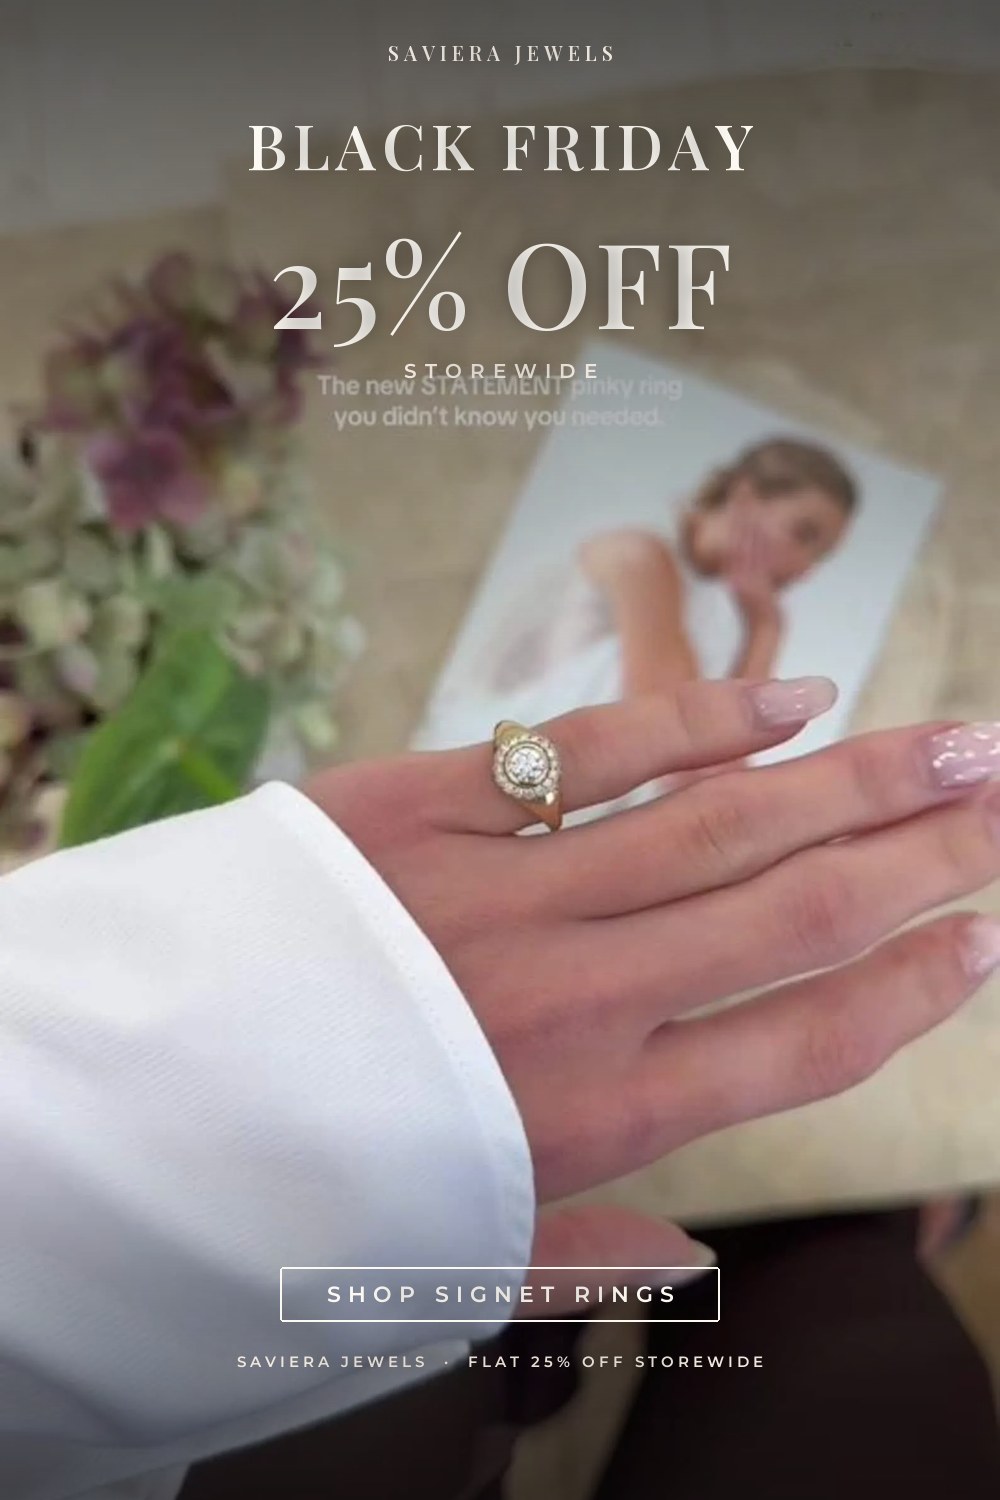 SAVIERA JEWELS
BLACK FRIDAY
25% OFF
STOREWIDE
The new STATEMENT pinky ring
you didn't know you needed.
SHOP SIGNET RINGS
SAVIERA JEWELS · FLAT 25% OFF STOREWIDE